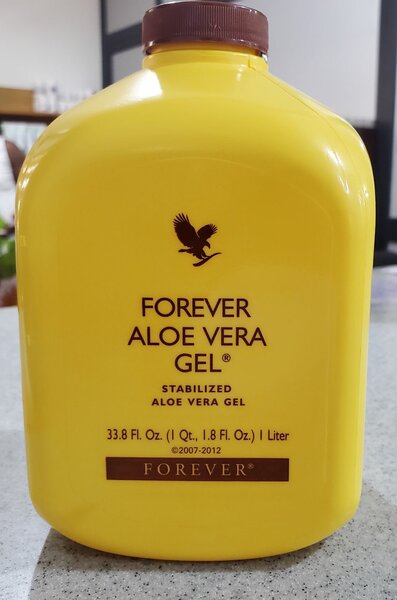 FOREVER
ALOE VERA
GEL®
STABILIZED
ALOE VERA GEL
33.8 Fl. Oz. (1 Qt., 1.8 Fl. Oz.) 1 Liter
©2007-2012
FOREVER®